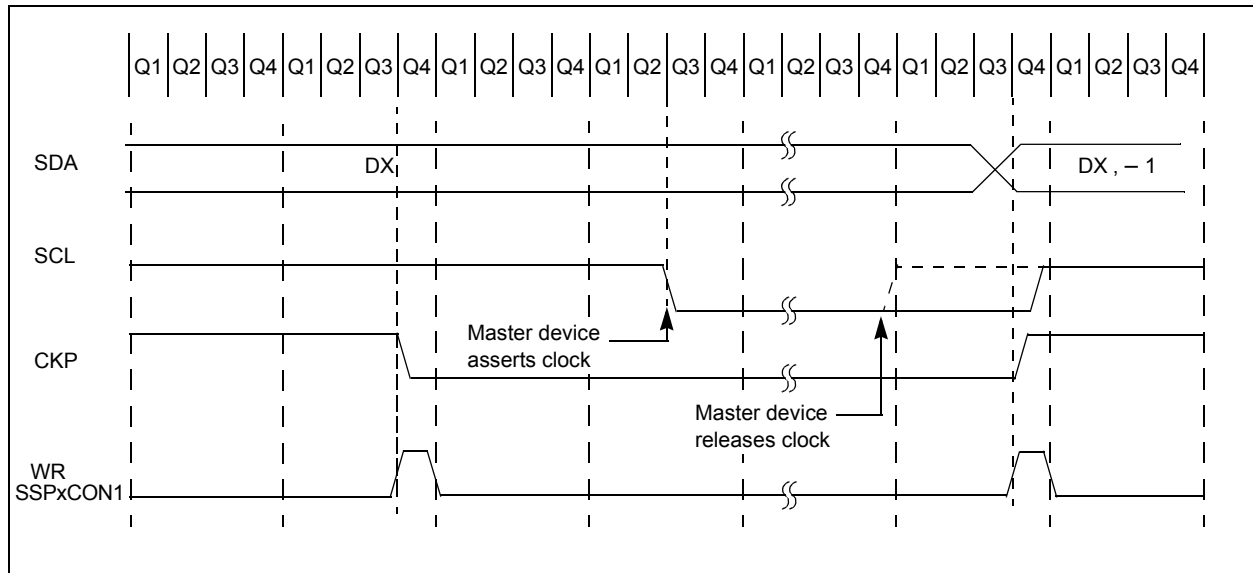 Q1 Q2 Q3 Q4 Q1 Q2 Q3 Q4 Q1 Q2 Q3 Q4 Q1 Q2 Q3 Q4 Q1 Q2 Q3 Q4 Q1 Q2 Q3 Q4 Q1 Q2 Q3 Q4
SDA
DX
DX , – 1
SCL
Master device
asserts clock
CKP
Master device
releases clock
WR
SSPxCON1